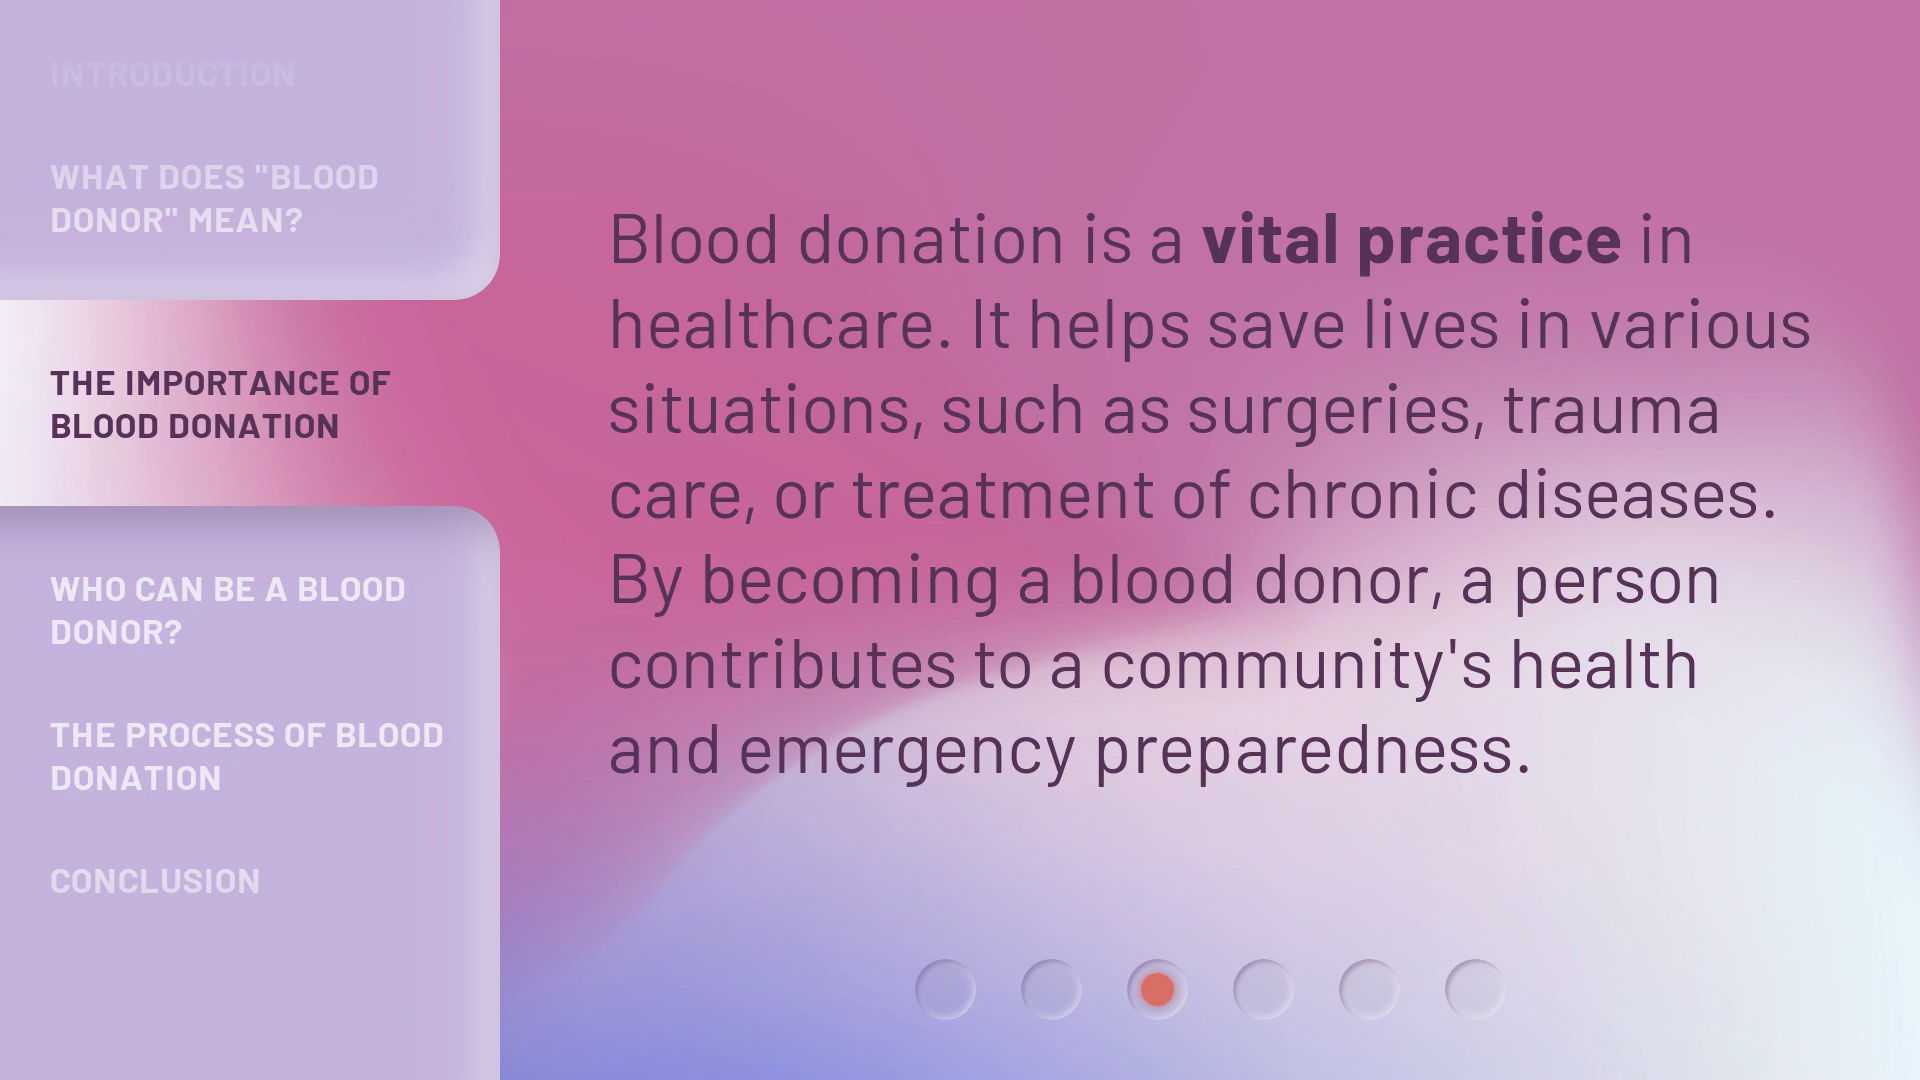 INTRODUCTION
WHAT DOES "BLOOD
DONOR" MEAN?
THE IMPORTANCE OF
BLOOD DONATION
WHO CAN BE A BLOOD
DONOR?
THE PROCESS OF BLOOD
DONATION
CONCLUSION
Blood donation is a vital practice in
healthcare. It helps save lives in various
situations, such as surgeries, trauma
care, or treatment of chronic diseases.
By becoming a blood donor, a person
contributes to a community's health
and emergency preparedness.